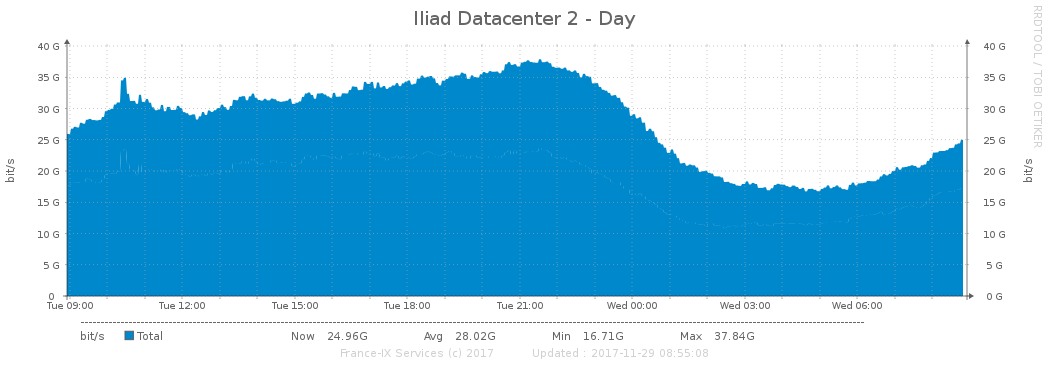 Iliad Datacenter 2 - Day
RRDTOOL / TOBI OETIKER
40 G 40 G
35 G 35 G
30 G 30 G
25 G 25 G
20 G 20 G
15 G 15 G
10 G 10 G
5 G 5 G
0 0 G
bit/s
bit/s
Tue 09:00 Tue 12:00 Tue 15:00 Tue 18:00 Tue 21:00 Wed 00:00 Wed 03:00 Wed 06:00
bit/s Total Now 24.96G Avg 28.02G Min 16.71G Max 37.84G
France-IX Services (c) 2017 Updated : 2017-11-29 08:55:08